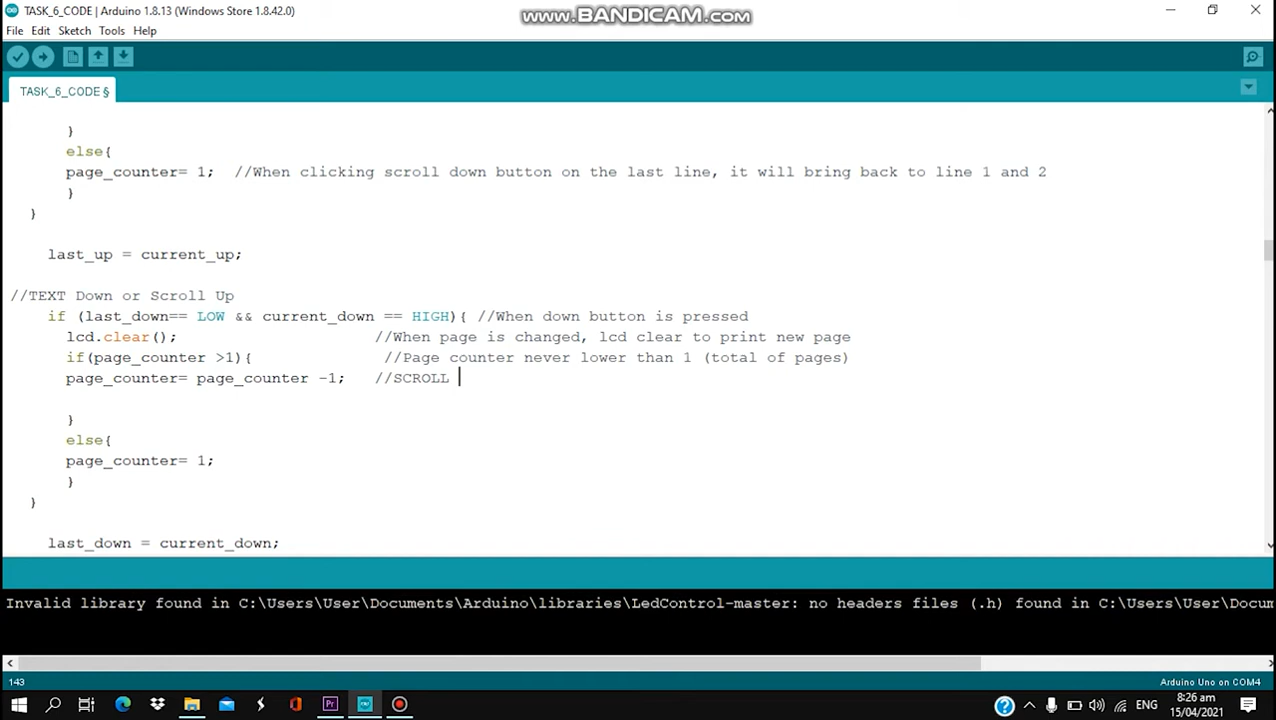 TASK_6_CODE | Arduino 1.8.13 (Windows Store 1.8.42.0)
www.BANDICAM.com
File Edit Sketch Tools Help
TASK_6_CODE §
}
else{
page_counter= 1;  //When clicking scroll down button on the last line, it will bring back to line 1 and 2
}
}
last_up = current_up;
//TEXT Down or Scroll Up
if (last_down== LOW && current_down == HIGH){ //When down button is pressed
lcd.clear();  //When page is changed, lcd clear to print new page
if(page_counter >1){  //Page counter never lower than 1 (total of pages)
page_counter= page_counter -1;  //SCROLL
}
else{
page_counter= 1;
}
}
last_down = current_down;
Invalid library found in C:\Users\User\Documents\Arduino\libraries\LedControl-master: no headers files (.h) found in C:\Users\User\Docum
143
Arduino Uno on COM4
Pr
ENG
8:26 am
15/04/2021